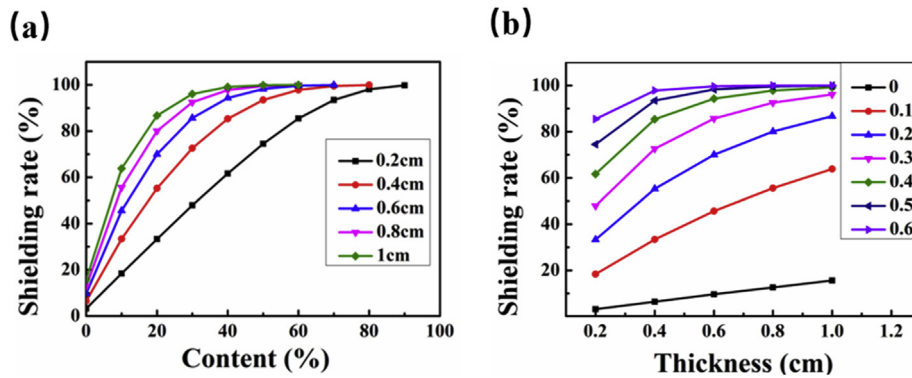 (a)
Shielding rate (%)
100
80
60
40
20
0
0 20 40 60 80 100
Content (%)
0.2cm
0.4cm
0.6cm
0.8cm
1cm
(b)
Shielding rate (%)
100
80
60
40
20
0.2 0.4 0.6 0.8 1.0 1.2
Thickness (cm)
0
0.1
0.2
0.3
0.4
0.5
0.6